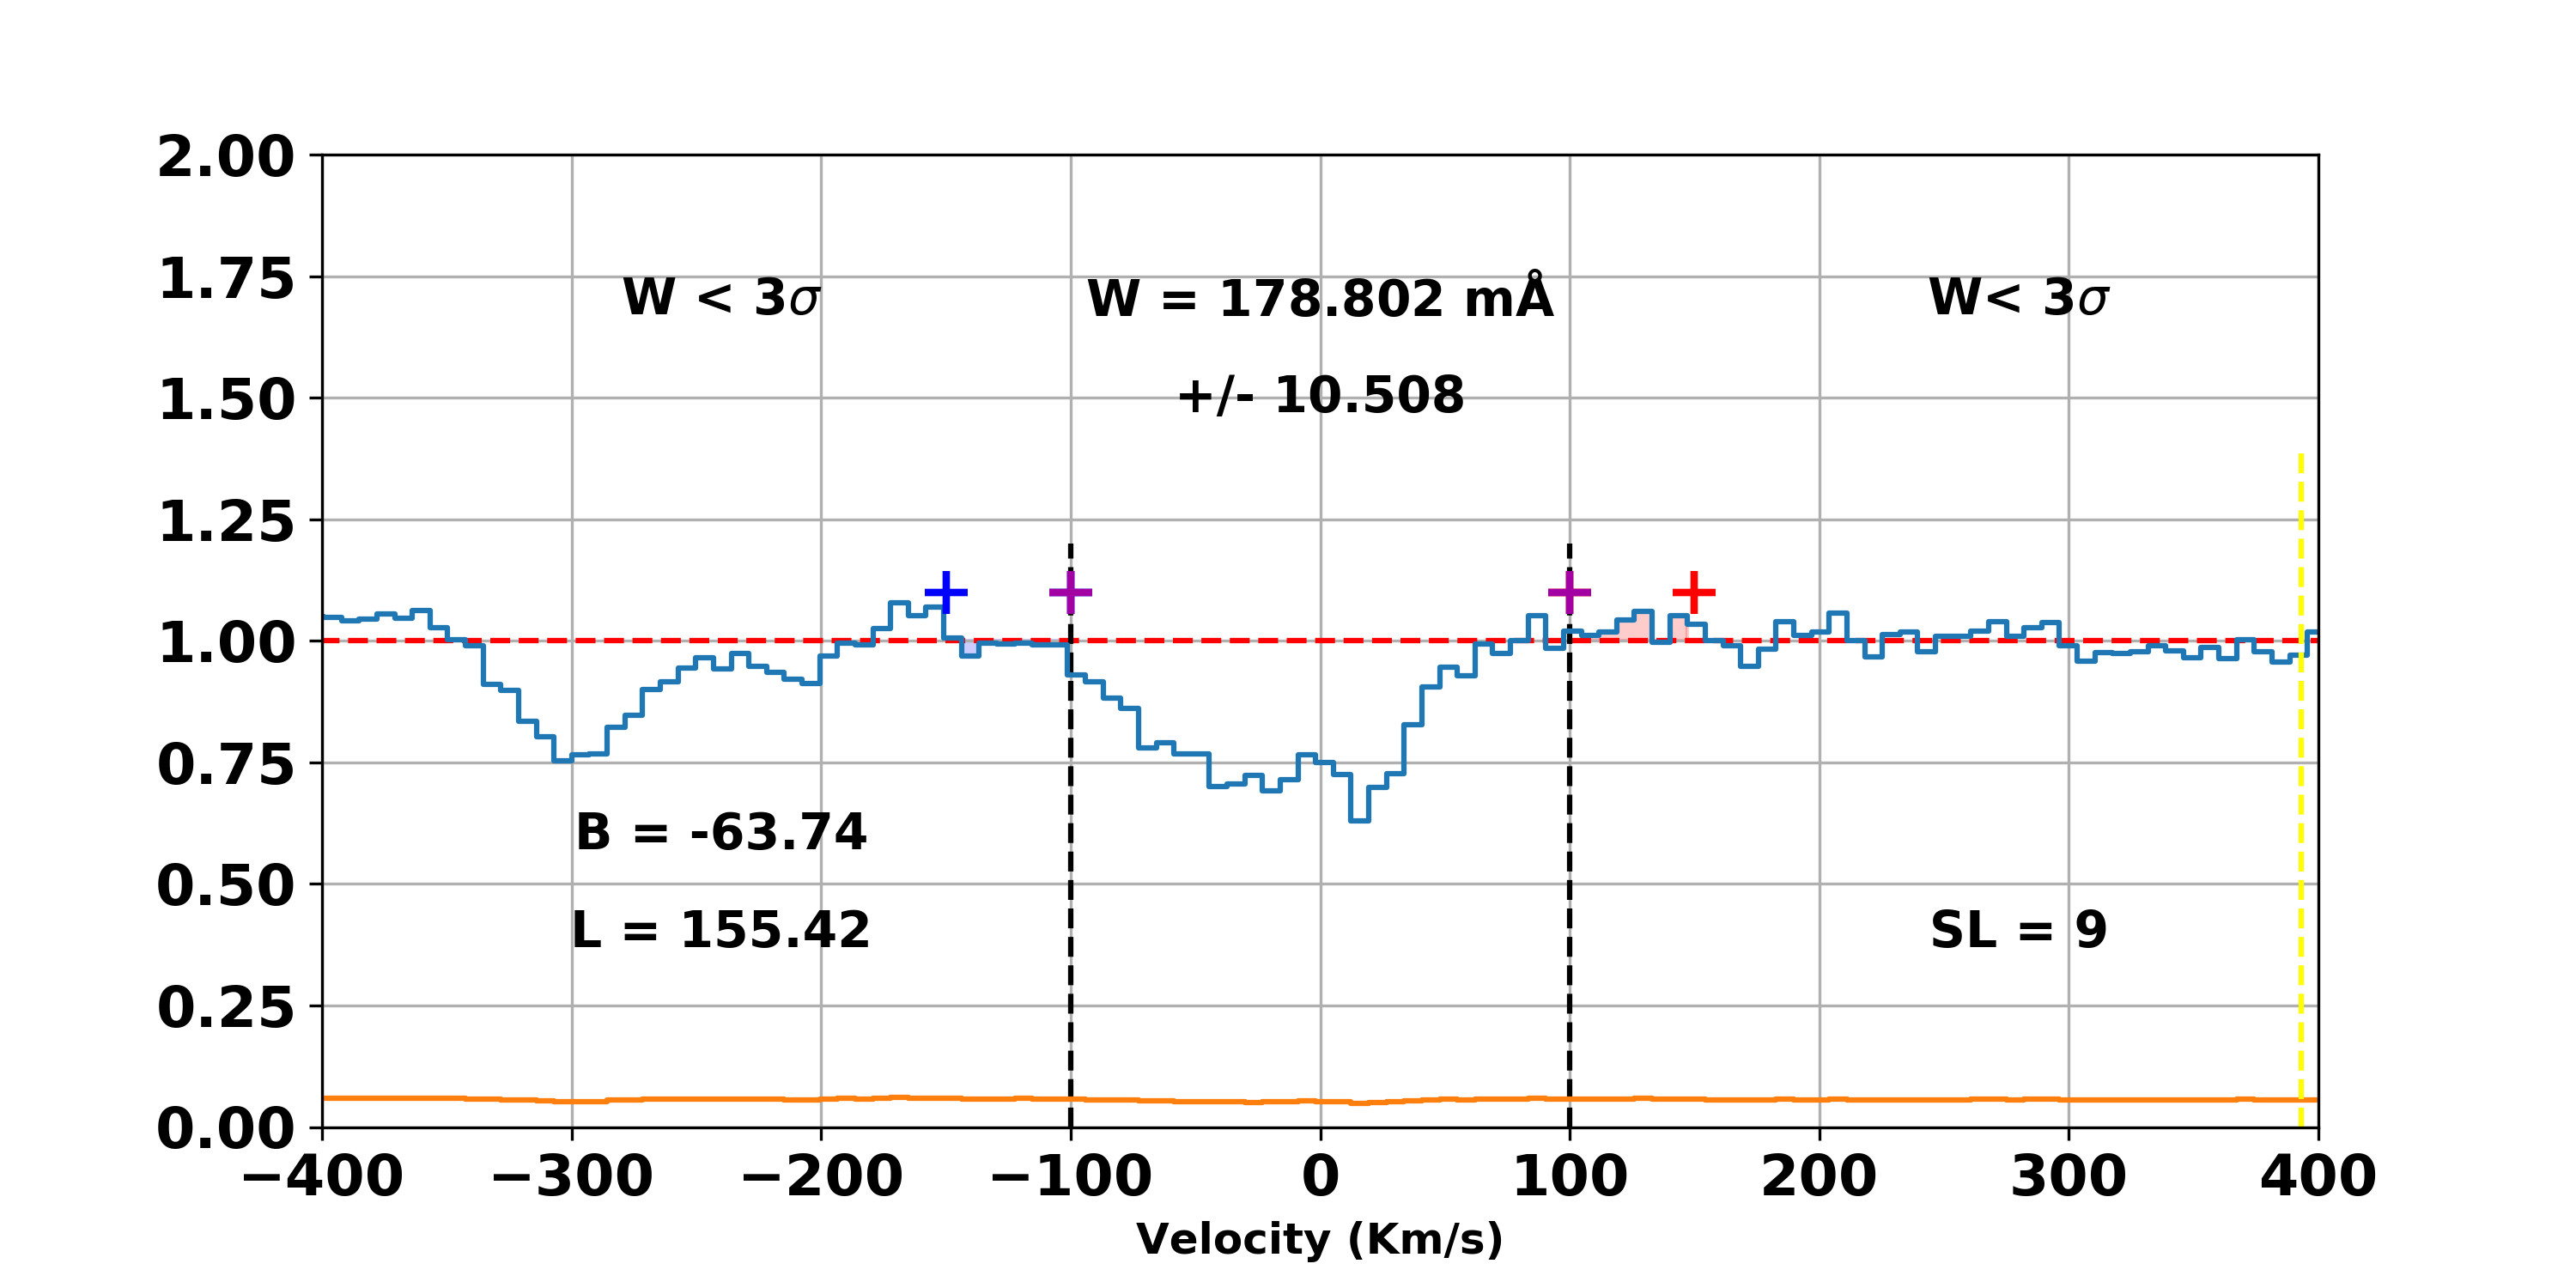 2.00
1.75
1.50
1.25
1.00
0.75
0.50
0.25
0.00
W < 3σ
W = 178.802 mÅ
+/- 10.508
W< 3σ
B = -63.74
L = 155.42
SL = 9
−400 −300 −200 −100 0 100 200 300 400
Velocity (Km/s)